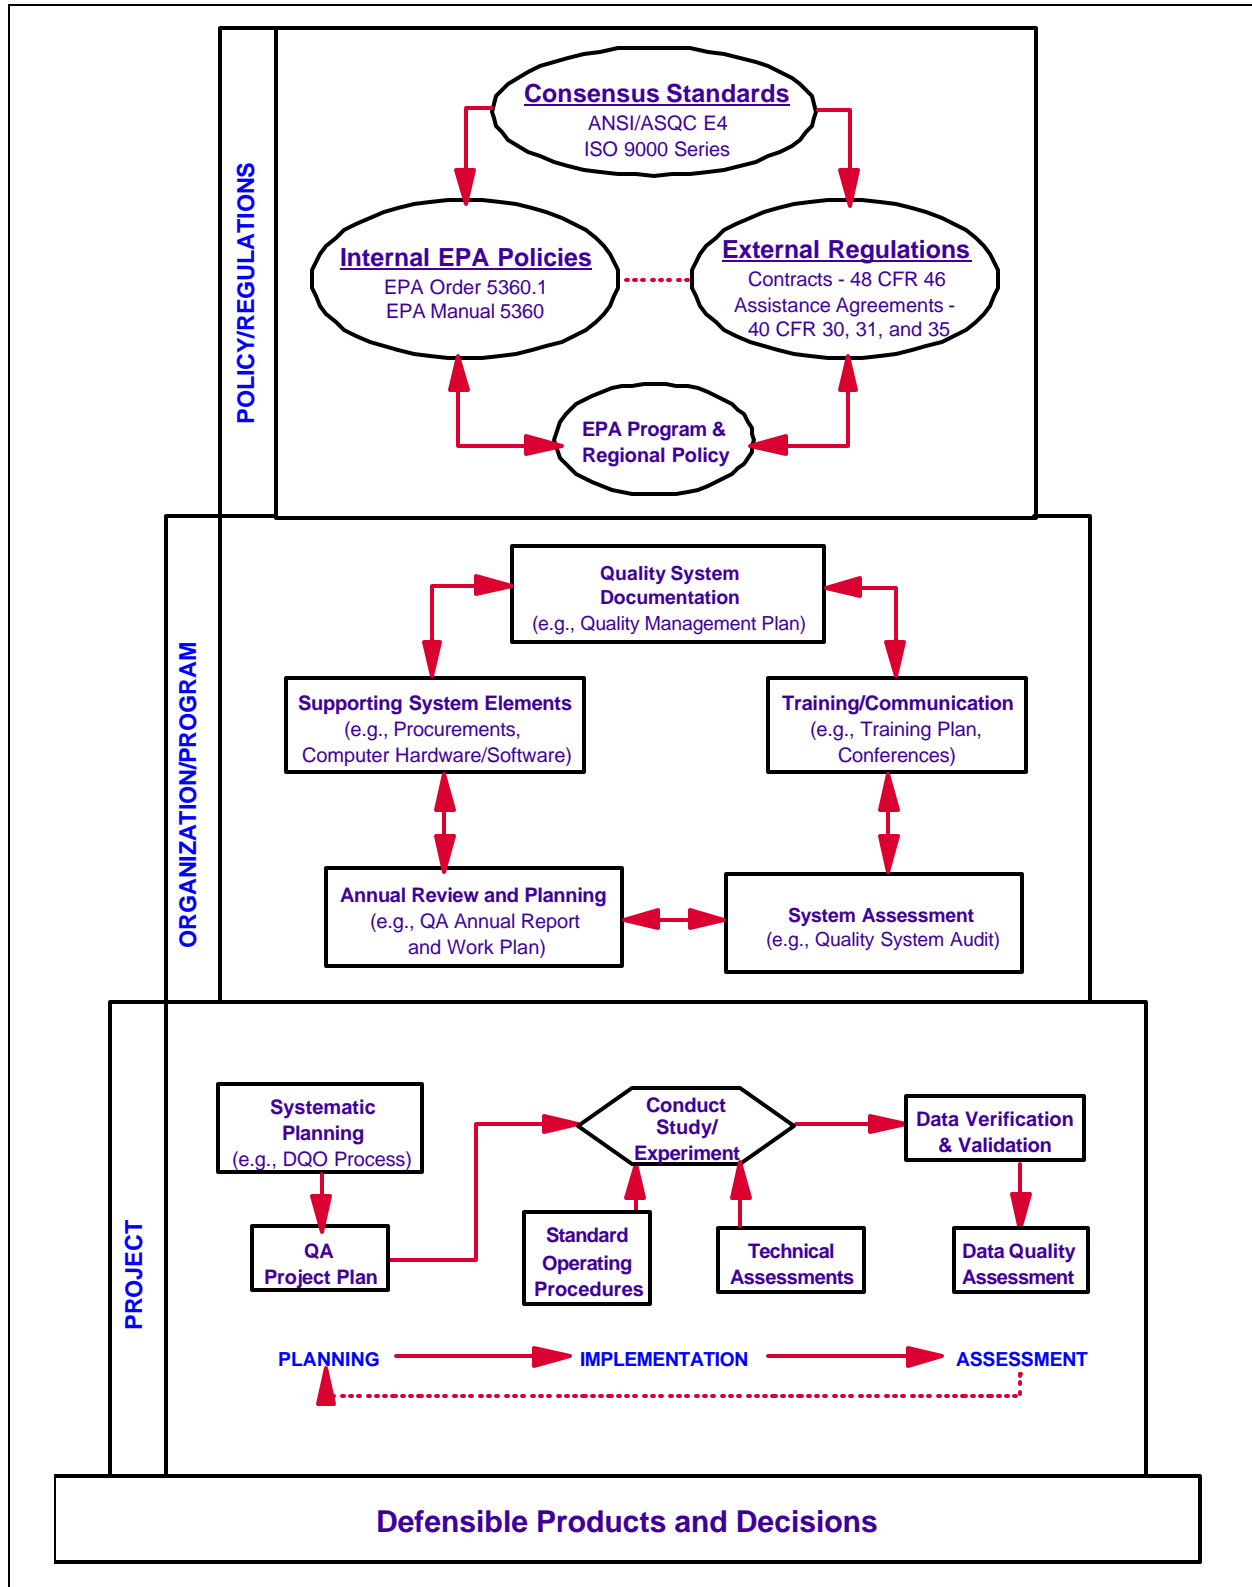 POLICY/REGULATIONS
Consensus Standards
ANSI/ASQC E4
ISO 9000 Series
Internal EPA Policies
EPA Order 5360.1
EPA Manual 5360
External Regulations
Contracts - 48 CFR 46
Assistance Agreements -
40 CFR 30, 31, and 35
EPA Program &
Regional Policy
ORGANIZATION/PROGRAM
Quality System
Documentation
(e.g., Quality Management Plan)
Supporting System Elements
(e.g., Procurements,
Computer Hardware/Software)
Training/Communication
(e.g., Training Plan,
Conferences)
Annual Review and Planning
(e.g., QA Annual Report
and Work Plan)
System Assessment
(e.g., Quality System Audit)
PROJECT
Systematic
Planning
(e.g., DQO Process)
QA
Project Plan
Conduct
Study/
Experiment
Standard
Operating
Procedures
Technical
Assessments
Data Verification
& Validation
Data Quality
Assessment
PLANNING
IMPLEMENTATION
ASSESSMENT
Defensible Products and Decisions